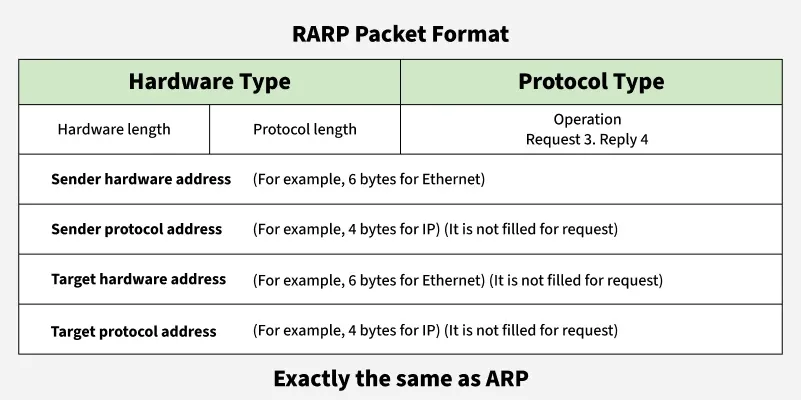 RARP Packet Format
Hardware Type
Protocol Type
Hardware length
Protocol length
Operation
Request 3. Reply 4
Sender hardware address (For example, 6 bytes for Ethernet)
Sender protocol address (For example, 4 bytes for IP) (It is not filled for request)
Target hardware address (For example, 6 bytes for Ethernet) (It is not filled for request)
Target protocol address (For example, 4 bytes for IP) (It is not filled for request)
Exactly the same as ARP